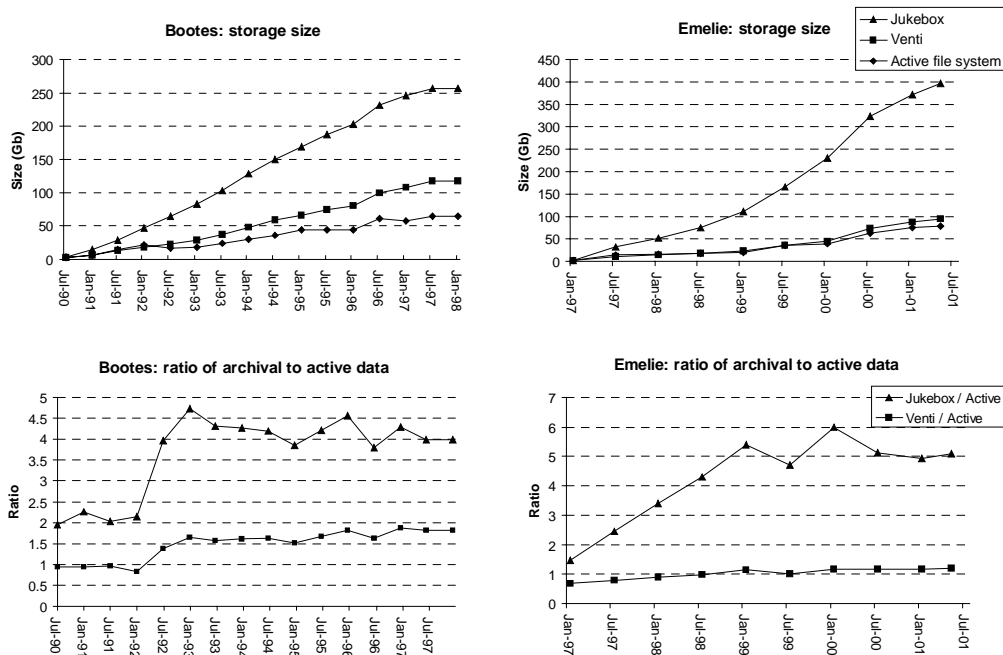 Bootes: storage size
Size (Gb)
300
250
200
150
100
50
0
Jul-90
Jan-91
Jul-91
Jan-92
Jul-92
Jan-93
Jul-93
Jan-94
Jul-94
Jan-95
Jul-95
Jan-96
Jul-96
Jan-97
Jul-97
Jan-98
Emelie: storage size
Jukebox
Venti
Active file system
Size (Gb)
450
400
350
300
250
200
150
100
50
0
Jan-97
Jul-97
Jan-98
Jul-98
Jan-99
Jul-99
Jan-00
Jul-00
Jan-01
Jul-01
Bootes: ratio of archival to active data
Ratio
5
4.5
4
3.5
3
2.5
2
1.5
1
0.5
0
Jul-90
Jan-91
Jul-91
Jan-92
Jul-92
Jan-93
Jul-93
Jan-94
Jul-94
Jan-95
Jul-95
Jan-96
Jul-96
Jan-97
Jul-97
Emelie: ratio of archival to active data
Jukebox / Active
Venti / Active
Ratio
7
6
5
4
3
2
1
0
Jan-97
Jul-97
Jan-98
Jul-98
Jan-99
Jul-99
Jan-00
Jul-00
Jan-01
Jul-01